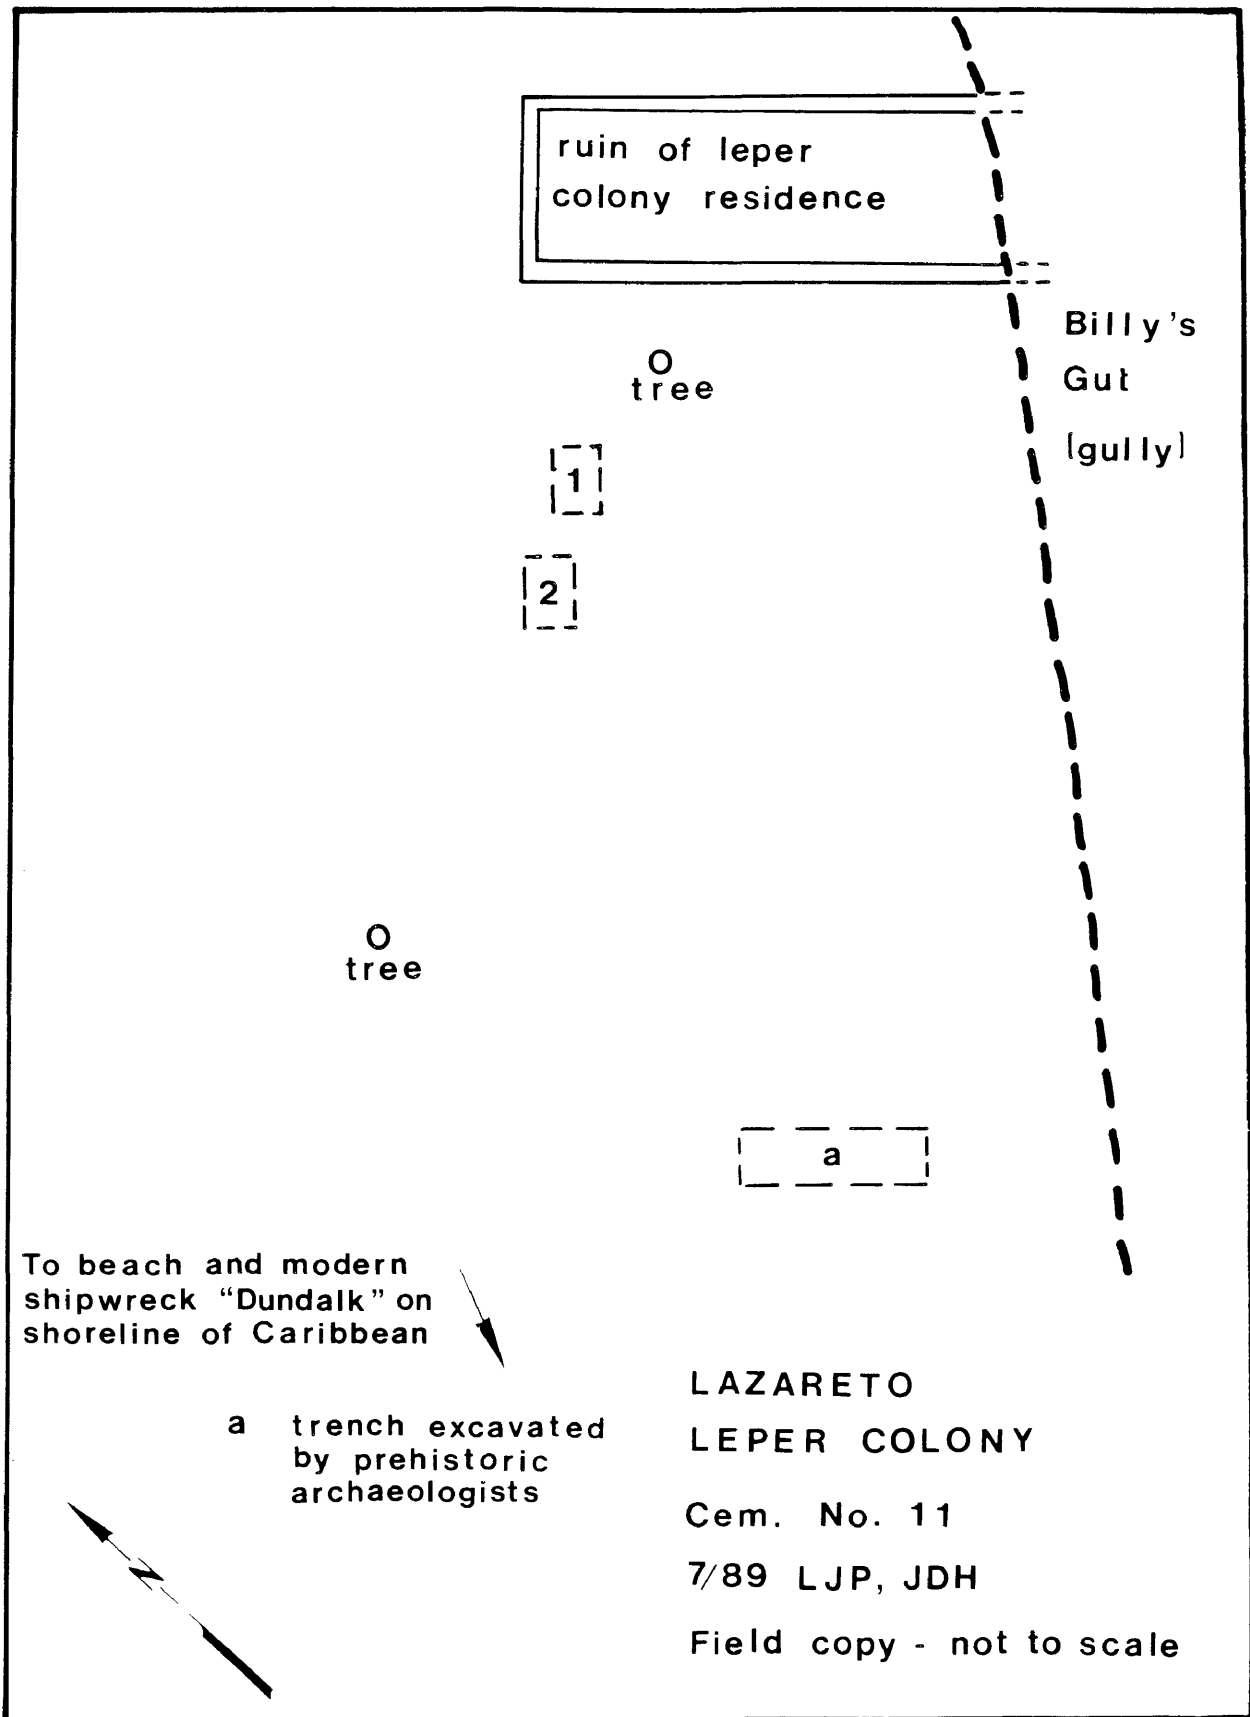 ruin of leper
colony residence
Billy's
Gut
(gully)
O
tree
1
2
O
tree
a
To beach and modern
shipwreck “Dundalk” on
shoreline of Caribbean
a trench excavated
by prehistoric
archaeologists
N
LAZARETO
LEPER COLONY
Cem. No. 11
7/89 LJP, JDH
Field copy - not to scale